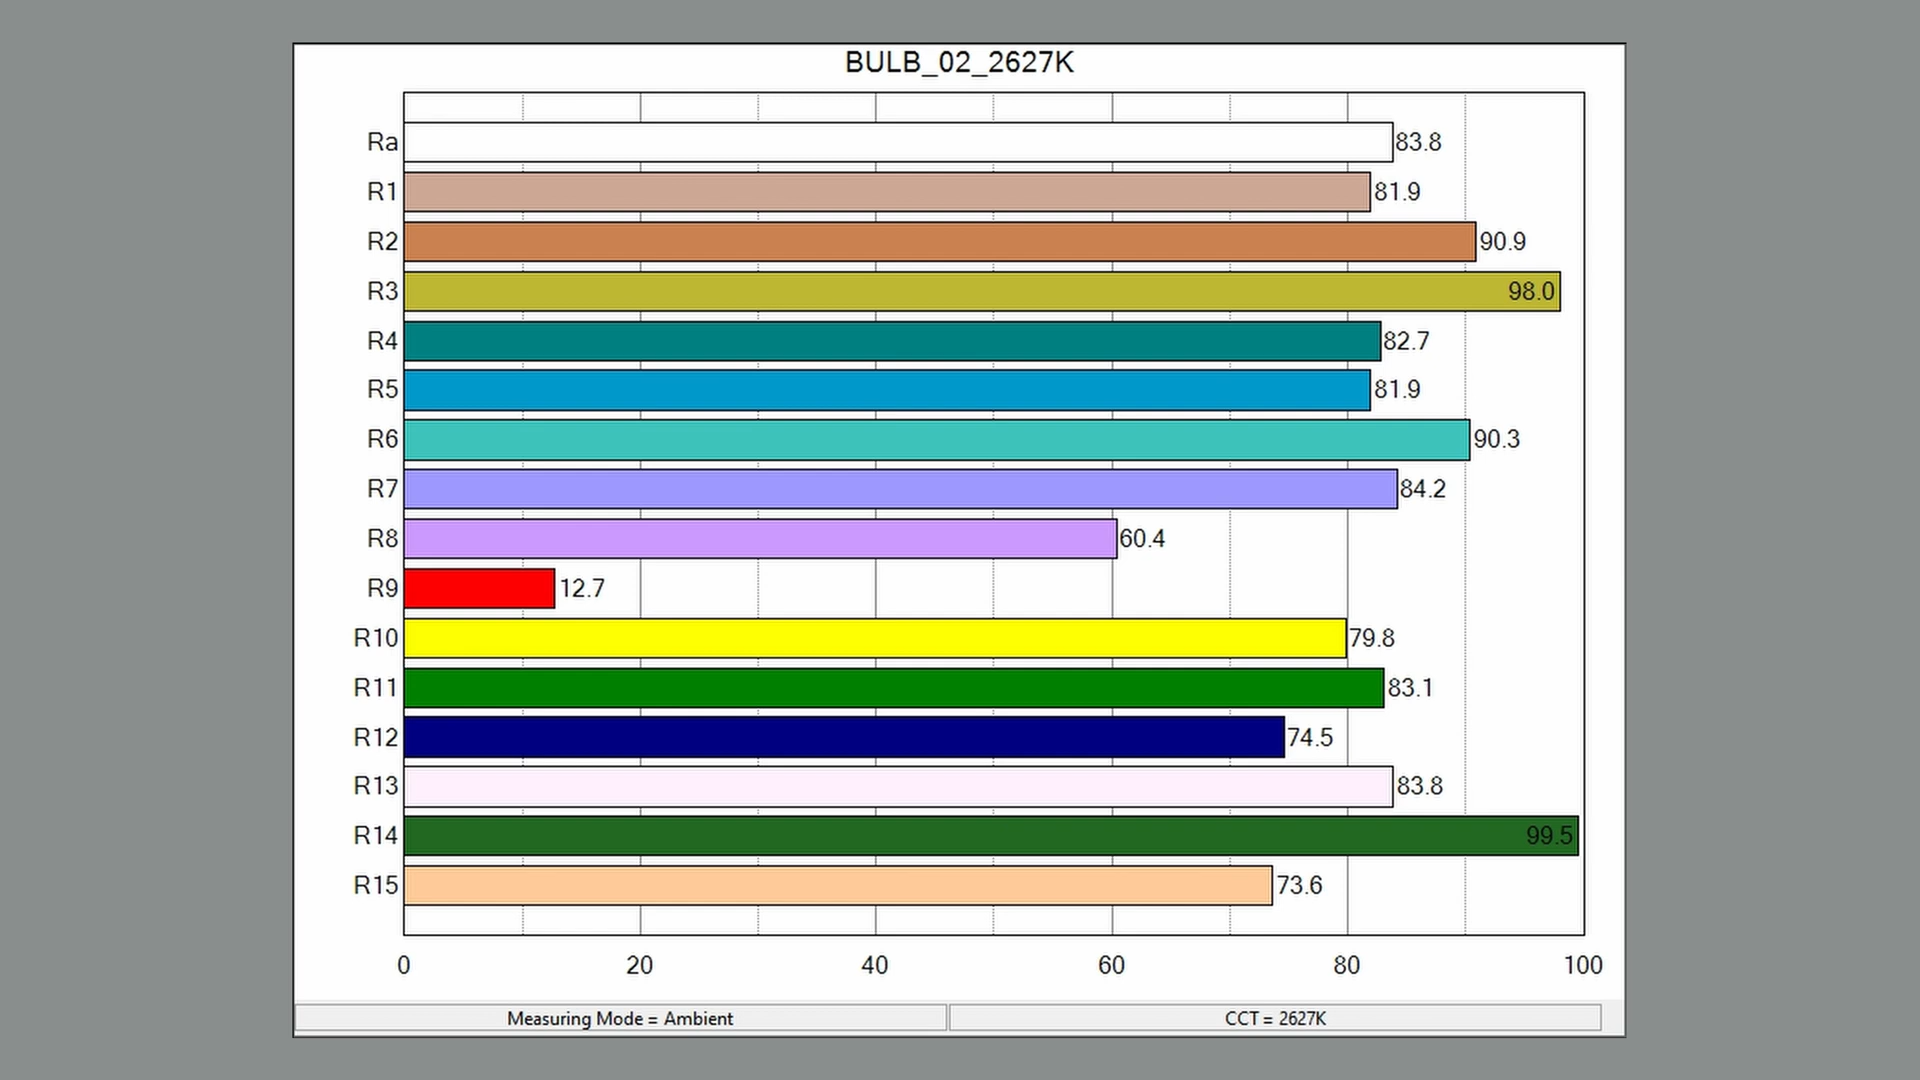 BULB_02_2627K
Ra 83.8
R1 81.9
R2 90.9
R3 98.0
R4 82.7
R5 81.9
R6 90.3
R7 84.2
R8 60.4
R9 12.7
R10 79.8
R11 83.1
R12 74.5
R13 83.8
R14 99.5
R15 73.6
0 20 40 60 80 100
Measuring Mode = Ambient CCT = 2627K